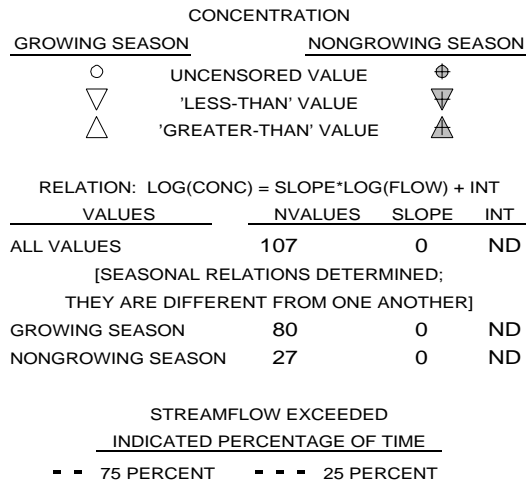 CONCENTRATION
GROWING SEASON NONGROWING SEASON
UNCENSORED VALUE
'LESS-THAN' VALUE
'GREATER-THAN' VALUE
RELATION: LOG(CONC) = SLOPE*LOG(FLOW) + INT
VALUES NVALUES SLOPE INT
ALL VALUES 107 0 ND
[SEASONAL RELATIONS DETERMINED;
THEY ARE DIFFERENT FROM ONE ANOTHER]
GROWING SEASON 80 0 ND
NONGROWING SEASON 27 0 ND
STREAMFLOW EXCEEDED
INDICATED PERCENTAGE OF TIME
75 PERCENT 25 PERCENT